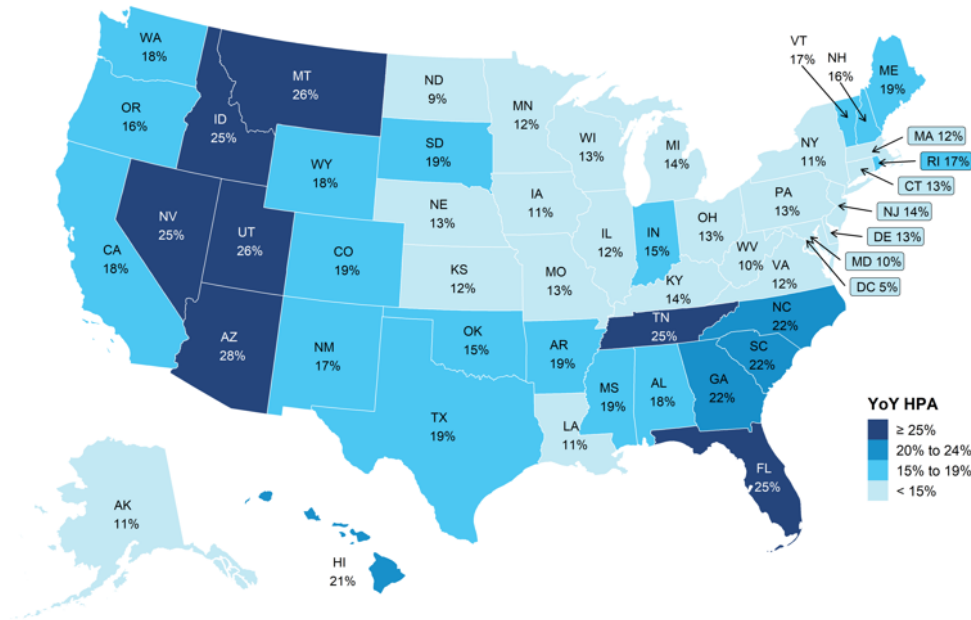 WA
18%
OR
16%
CA
18%
ID
25%
NV
25%
MT
26%
WY
18%
UT
26%
AZ
28%
CO
19%
NM
17%
ND
9%
SD
19%
NE
13%
KS
12%
OK
15%
TX
19%
MN
12%
IA
11%
MO
13%
AR
19%
LA
11%
WI
13%
IL
12%
MI
14%
IN
15%
OH
13%
KY
14%
TN
25%
MS
19%
AL
18%
GA
22%
FL
25%
SC
22%
NC
22%
VA
12%
WV
10%
PA
13%
NY
11%
VT
17%
NH
16%
ME
19%
MA 12%
RI 17%
CT 13%
NJ 14%
DE 13%
MD 10%
DC 5%
AK
11%
HI
21%
YoY HPA
≥ 25%
20% to 24%
15% to 19%
< 15%